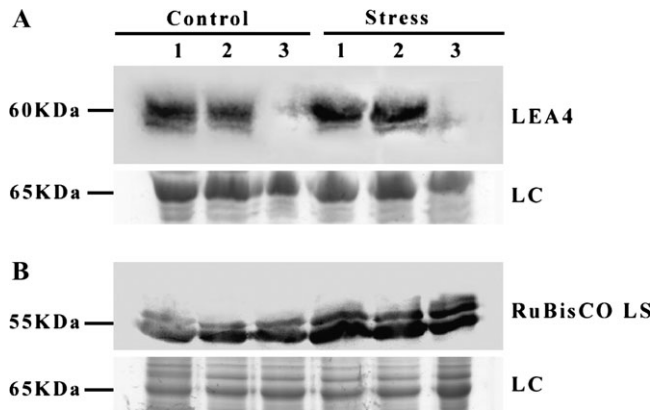 A
Control Stress
1 2 3 1 2 3
60KDa LEA4
65KDa LC
B
55KDa RuBisCO LS
65KDa LC